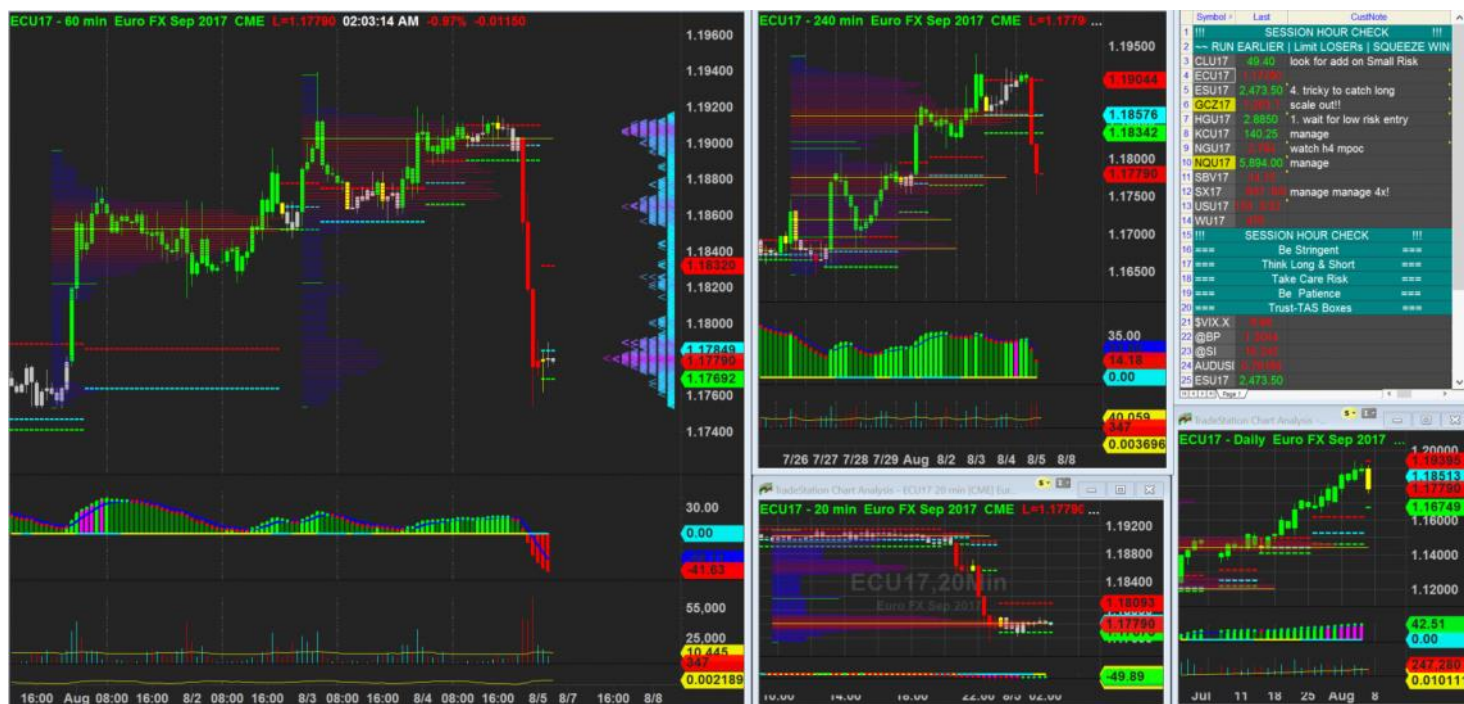 ECU17 - 60 min Euro FX Sep 2017 CME L=1.17790 02:03:14 AM -0.97% -0.01150
1.19600
1.19400
1.19200
1.19000
1.18800
1.18600
1.18400
1.18320
1.18200
1.18000
1.17849
1.17790
1.17692
1.17600
1.17400
30.00
0.00
-41.63
55,000
25,000
10,445
347
0.002189
16:00 Aug 08:00 16:00 8/2 08:00 16:00 8/3 08:00 16:00 8/4 08:00 16:00 8/5 8/7 16:00 8/8
ECU17 - 240 min Euro FX Sep 2017 CME L=1.1779 ...
1.19500
1.19044
1.18576
1.18342
1.18000
1.17790
1.17500
1.17000
1.16500
35.00
14.18
0.00
40,059
347
0.003696
7/26 7/27 7/28 7/29 Aug 8/2 8/3 8/4 8/5 8/8
TradeStation Chart Analysis - ECU17 20 min [CME] Eur...
ECU17 - 20 min Euro FX Sep 2017 CME L=1.17790 ...
ECU17,20Min
Euro FX Sep 2017
1.19200
1.18800
1.18400
1.18093
1.17790
-49.89
10:00 14:00 18:00 22:00 8/5 02:00
Symbol Last CustNote
1 !!! SESSION HOUR CHECK !!!
2 ~~ RUN EARLIER | Limit LOSERs | SQUEEZE WIN
3 CLU17 49.40 look for add on Small Risk
4 ECU17 1.17790
5 ESU17 2,473.50 4. tricky to catch long
6 GCZ17 scale out!!
7 HGU17 2.8850 1. wait for low risk entry
8 KCU17 140.25 manage
9 NGU17 watch h4 mpoc
10 NQU17 5,894.00 manage
11 SBV17
12 SX17 manage manage 4x!
13 USU17
14 WU17
15 !!! SESSION HOUR CHECK !!!
16 === Be Stringent ===
17 === Think Long & Short ===
18 === Take Care Risk ===
19 === Be Patience ===
20 === Trust-TAS Boxes ===
21 $VIX.X
22 @BP
23 @SI
24 AUDUSI
25 ESU17 2,473.50
Page 1
TradeStation Chart Analysis - ...
ECU17 - Daily Euro FX Sep 2017 ...
1.20000
1.19395
1.18513
1.17790
1.16749
1.16000
1.14000
1.12000
42.51
0.00
247,280
0.010111
Jul 11 18 25 Aug 8